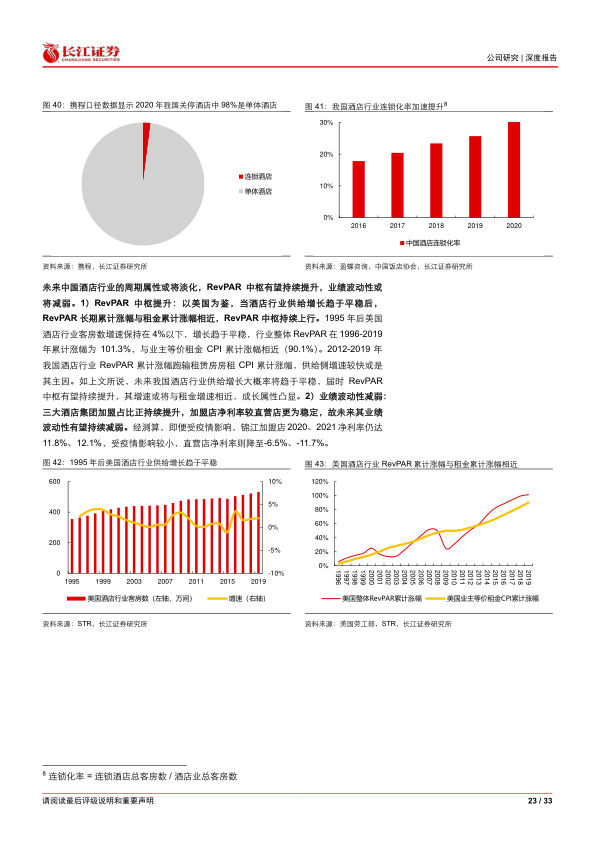 长江证券
CHANGJIANG SECURITIES
公司研究 | 深度报告
图 40：携程口径数据显示 2020 年我国关停酒店中 98%是单体酒店
连锁酒店
单体酒店
资料来源：携程，长江证券研究所
图 41：我国酒店行业连锁化率加速提升8
30%
20%
10%
0%
2016 2017 2018 2019 2020
中国酒店连锁化率
资料来源：盈蝶咨询，中国饭店协会，长江证券研究所
未来中国酒店行业的周期属性或将淡化，RevPAR 中枢有望持续提升，业绩波动性或
将减弱。1）RevPAR 中枢提升：以美国为鉴，当酒店行业供给增长趋于平稳后，
RevPAR 长期累计涨幅与租金累计涨幅相近，RevPAR 中枢持续上行。1995 年后美国
酒店行业客房数增速保持在 4%以下，增长趋于平稳，行业整体 RevPAR 在 1996-2019
年累计涨幅为 101.3%，与业主等价租金 CPI 累计涨幅相近（90.1%）。2012-2019 年
我国酒店行业 RevPAR 累计涨幅跑输租赁房房租 CPI 累计涨幅，供给侧增速较快或是
其主因。如上文所说，未来我国酒店行业供给增长大概率将趋于平稳，届时 RevPAR
中枢有望持续提升，其增速或将与租金增速相近，成长属性凸显。2）业绩波动性减弱：
三大酒店集团加盟占比正持续提升，加盟店净利率较直营店更为稳定，故未来其业绩
波动性有望持续减弱。经测算，即便受疫情影响，锦江加盟店 2020、2021 净利率仍达
11.8%、12.1%，受疫情影响较小，直营店净利率则降至-6.5%、-11.7%。
图 42：1995 年后美国酒店行业供给增长趋于平稳
600
400
200
0
10%
5%
0%
-5%
-10%
1995 1999 2003 2007 2011 2015 2019
美国酒店行业客房数（左轴，万间） 增速（右轴）
资料来源：STR，长江证券研究所
图 43：美国酒店行业 RevPAR 累计涨幅与租金累计涨幅相近
120%
100%
80%
60%
40%
20%
0%
1996 1997 1998 1999 2000 2001 2002 2003 2004 2005 2006 2007 2008 2009 2010 2011 2012 2013 2014 2015 2016 2017 2018 2019
美国整体RevPAR累计涨幅 美国业主等价租金CPI累计涨幅
资料来源：美国劳工部，STR，长江证券研究所
8 连锁化率 = 连锁酒店总客房数 / 酒店业总客房数
请阅读最后评级说明和重要声明
23 / 33